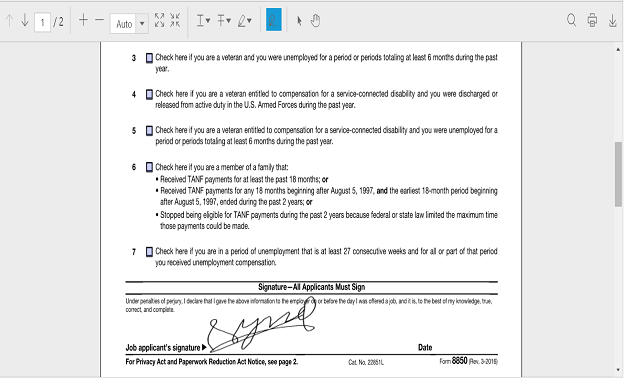 1 / 2
Auto
3 Check here if you are a veteran and you were unemployed for a period or periods totaling at least 6 months during the past
year.
4 Check here if you are a veteran entitled to compensation for a service-connected disability and you were discharged or
released from active duty in the U.S. Armed Forces during the past year.
5 Check here if you are a veteran entitled to compensation for a service-connected disability and you were unemployed for a
period or periods totaling at least 6 months during the past year.
6 Check here if you are a member of a family that:
• Received TANF payments for at least the past 18 months; or
• Received TANF payments for any 18 months beginning after August 5, 1997, and the earliest 18-month period beginning
after August 5, 1997, ended during the past 2 years; or
• Stopped being eligible for TANF payments during the past 2 years because federal or state law limited the maximum time
those payments could be made.
7 Check here if you are in a period of unemployment that is at least 27 consecutive weeks and for all or part of that period
you received unemployment compensation.
Signature—All Applicants Must Sign
Under penalties of perjury, I declare that I gave the above information to the employer on or before the day I was offered a job, and it is, to the best of my knowledge, true,
correct, and complete.
Job applicant's signature ▶ Date
For Privacy Act and Paperwork Reduction Act Notice, see page 2. Cat. No. 22851L Form 8850 (Rev. 3-2016)